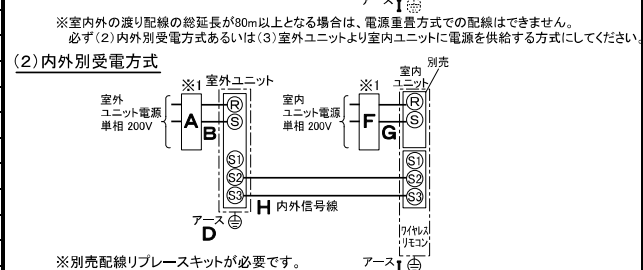 アース I
※室内外の渡り配線の総延長が80m以上となる場合は、電源重畳方式での配線はできません。
必ず(2)内外別受電方式あるいは(3)室外ユニットより室内ユニットに電源を供給する方式にしてください。
(2)内外別受電方式
別売
※1 室外ユニット
※1 室内ユニット
室外
ユニット電源
単相 200V
A
B
R
S
S1
S2
S3
室内
ユニット電源
単相 200V
F
G
R
S
S1
S2
S3
H 内外信号線
アース
D
ワイヤレス
リモコン
※別売配線リプレースキットが必要です。
アース I